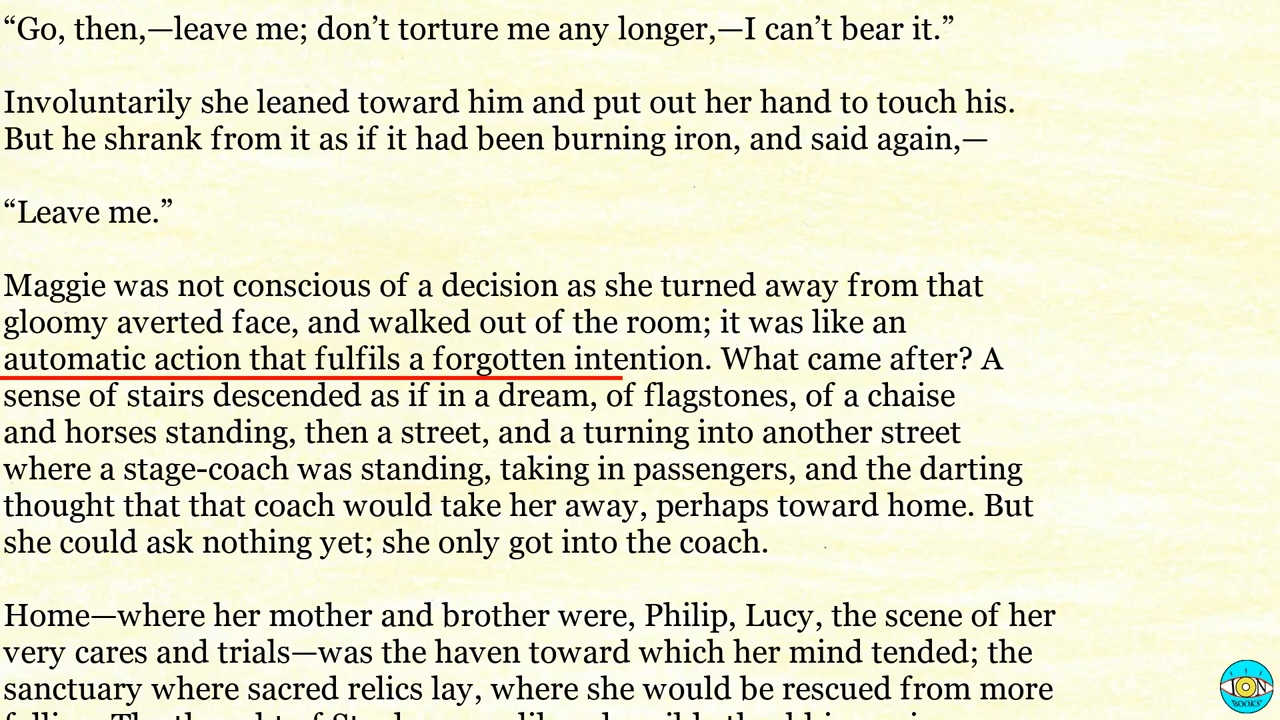 “Go, then,—leave me; don’t torture me any longer,—I can’t bear it.”
Involuntarily she leaned toward him and put out her hand to touch his.
But he shrank from it as if it had been burning iron, and said again,—
“Leave me.”
Maggie was not conscious of a decision as she turned away from that
gloomy averted face, and walked out of the room; it was like an
automatic action that fulfils a forgotten intention. What came after? A
sense of stairs descended as if in a dream, of flagstones, of a chaise
and horses standing, then a street, and a turning into another street
where a stage-coach was standing, taking in passengers, and the darting
thought that that coach would take her away, perhaps toward home. But
she could ask nothing yet; she only got into the coach.
Home—where her mother and brother were, Philip, Lucy, the scene of her
very cares and trials—was the haven toward which her mind tended; the
sanctuary where sacred relics lay, where she would be rescued from more
ION
BOOKS